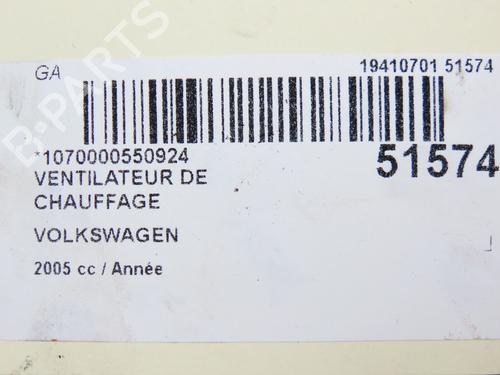 GA
19410701 51574
*1070000550924
51574
VENTILATEUR DE
CHAUFFAGE
VOLKSWAGEN
2005 cc / Année
B-PARTS